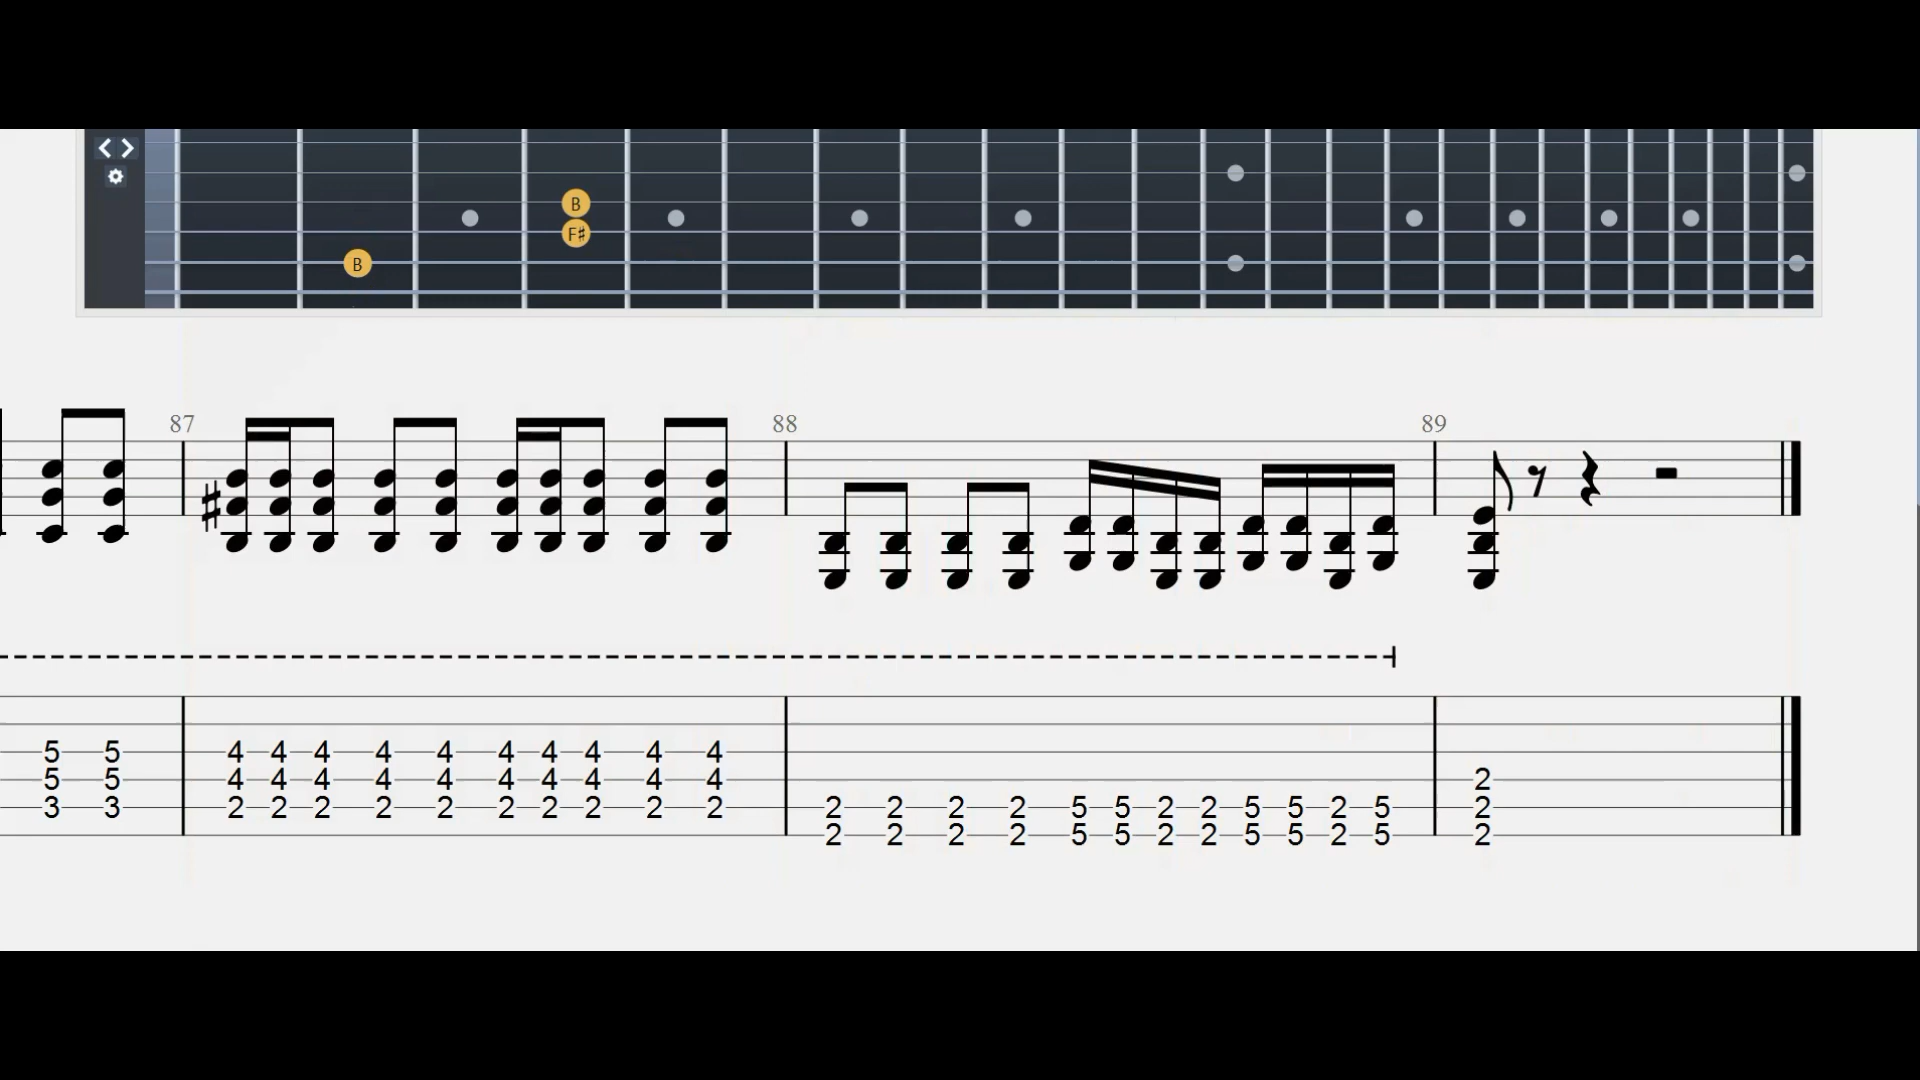 B
F♯
B
87 88 89
5 5 4 4 4 4 4 4 4 4 4 4
5 5 4 4 4 4 4 4 4 4 4 4 2
3 3 2 2 2 2 2 2 2 2 2 2 2 2 2 2 5 5 2 2 5 5 2 5 2
2 2 2 2 5 5 2 2 5 5 2 5 2